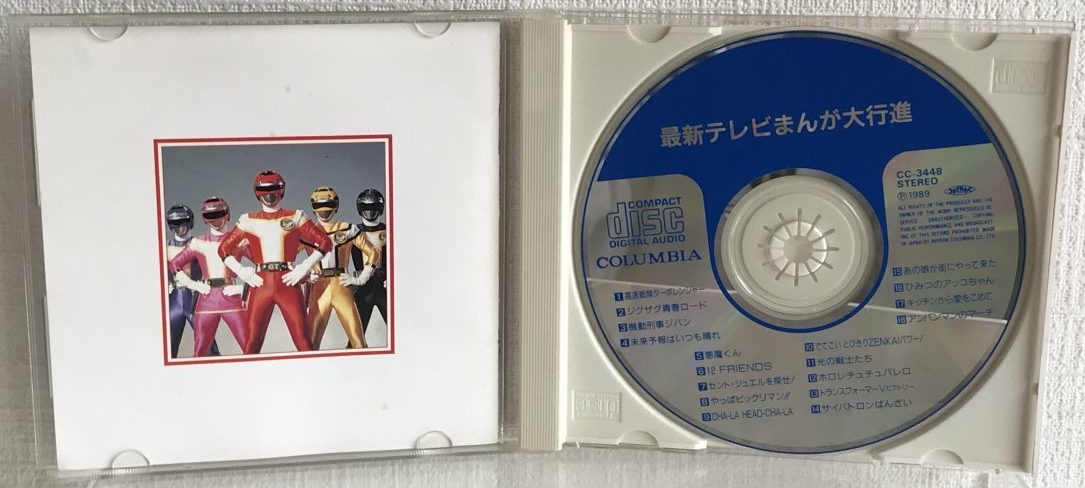 最新テレビまんが大行進
COMPACT
disc
DIGITAL AUDIO
COLUMBIA
CC-3448
STEREO
Ⓟ1989
ALL RIGHTS OF THE PRODUCER AND THE
OWNER OF THE WORK REPRODUCED RE-
SERVED UNAUTHORIZED COPYING,
PUBLIC PERFORMANCE AND BROADCAST-
ING OF THIS RECORD PROHIBITED MADE
IN JAPAN BY NIPPON COLUMBIA CO. LTD.
1 高速戦隊ターボレンジャー
2 ジグザグ青春ロード
3 機動刑事ジバン
4 未来予報はいつも晴れ
5 悪魔くん
6 12 FRIENDS
7 セント・ジュエルを探せ!
8 やっぱビックリマン!!
9 CHA-LA HEAD-CHA-LA
10 でてこいとびきりZENKAIパワー!
11 光の戦士たち
12 ホロレチュチュパレロ
13 トランスフォーマーVビクトリー
14 サイバトロンばんざい
15 あの娘が街にやって来た
16 ひみつのアッコちゃん
17 キッチンから愛をこめて
18 アンパンマンのマーチ
GT